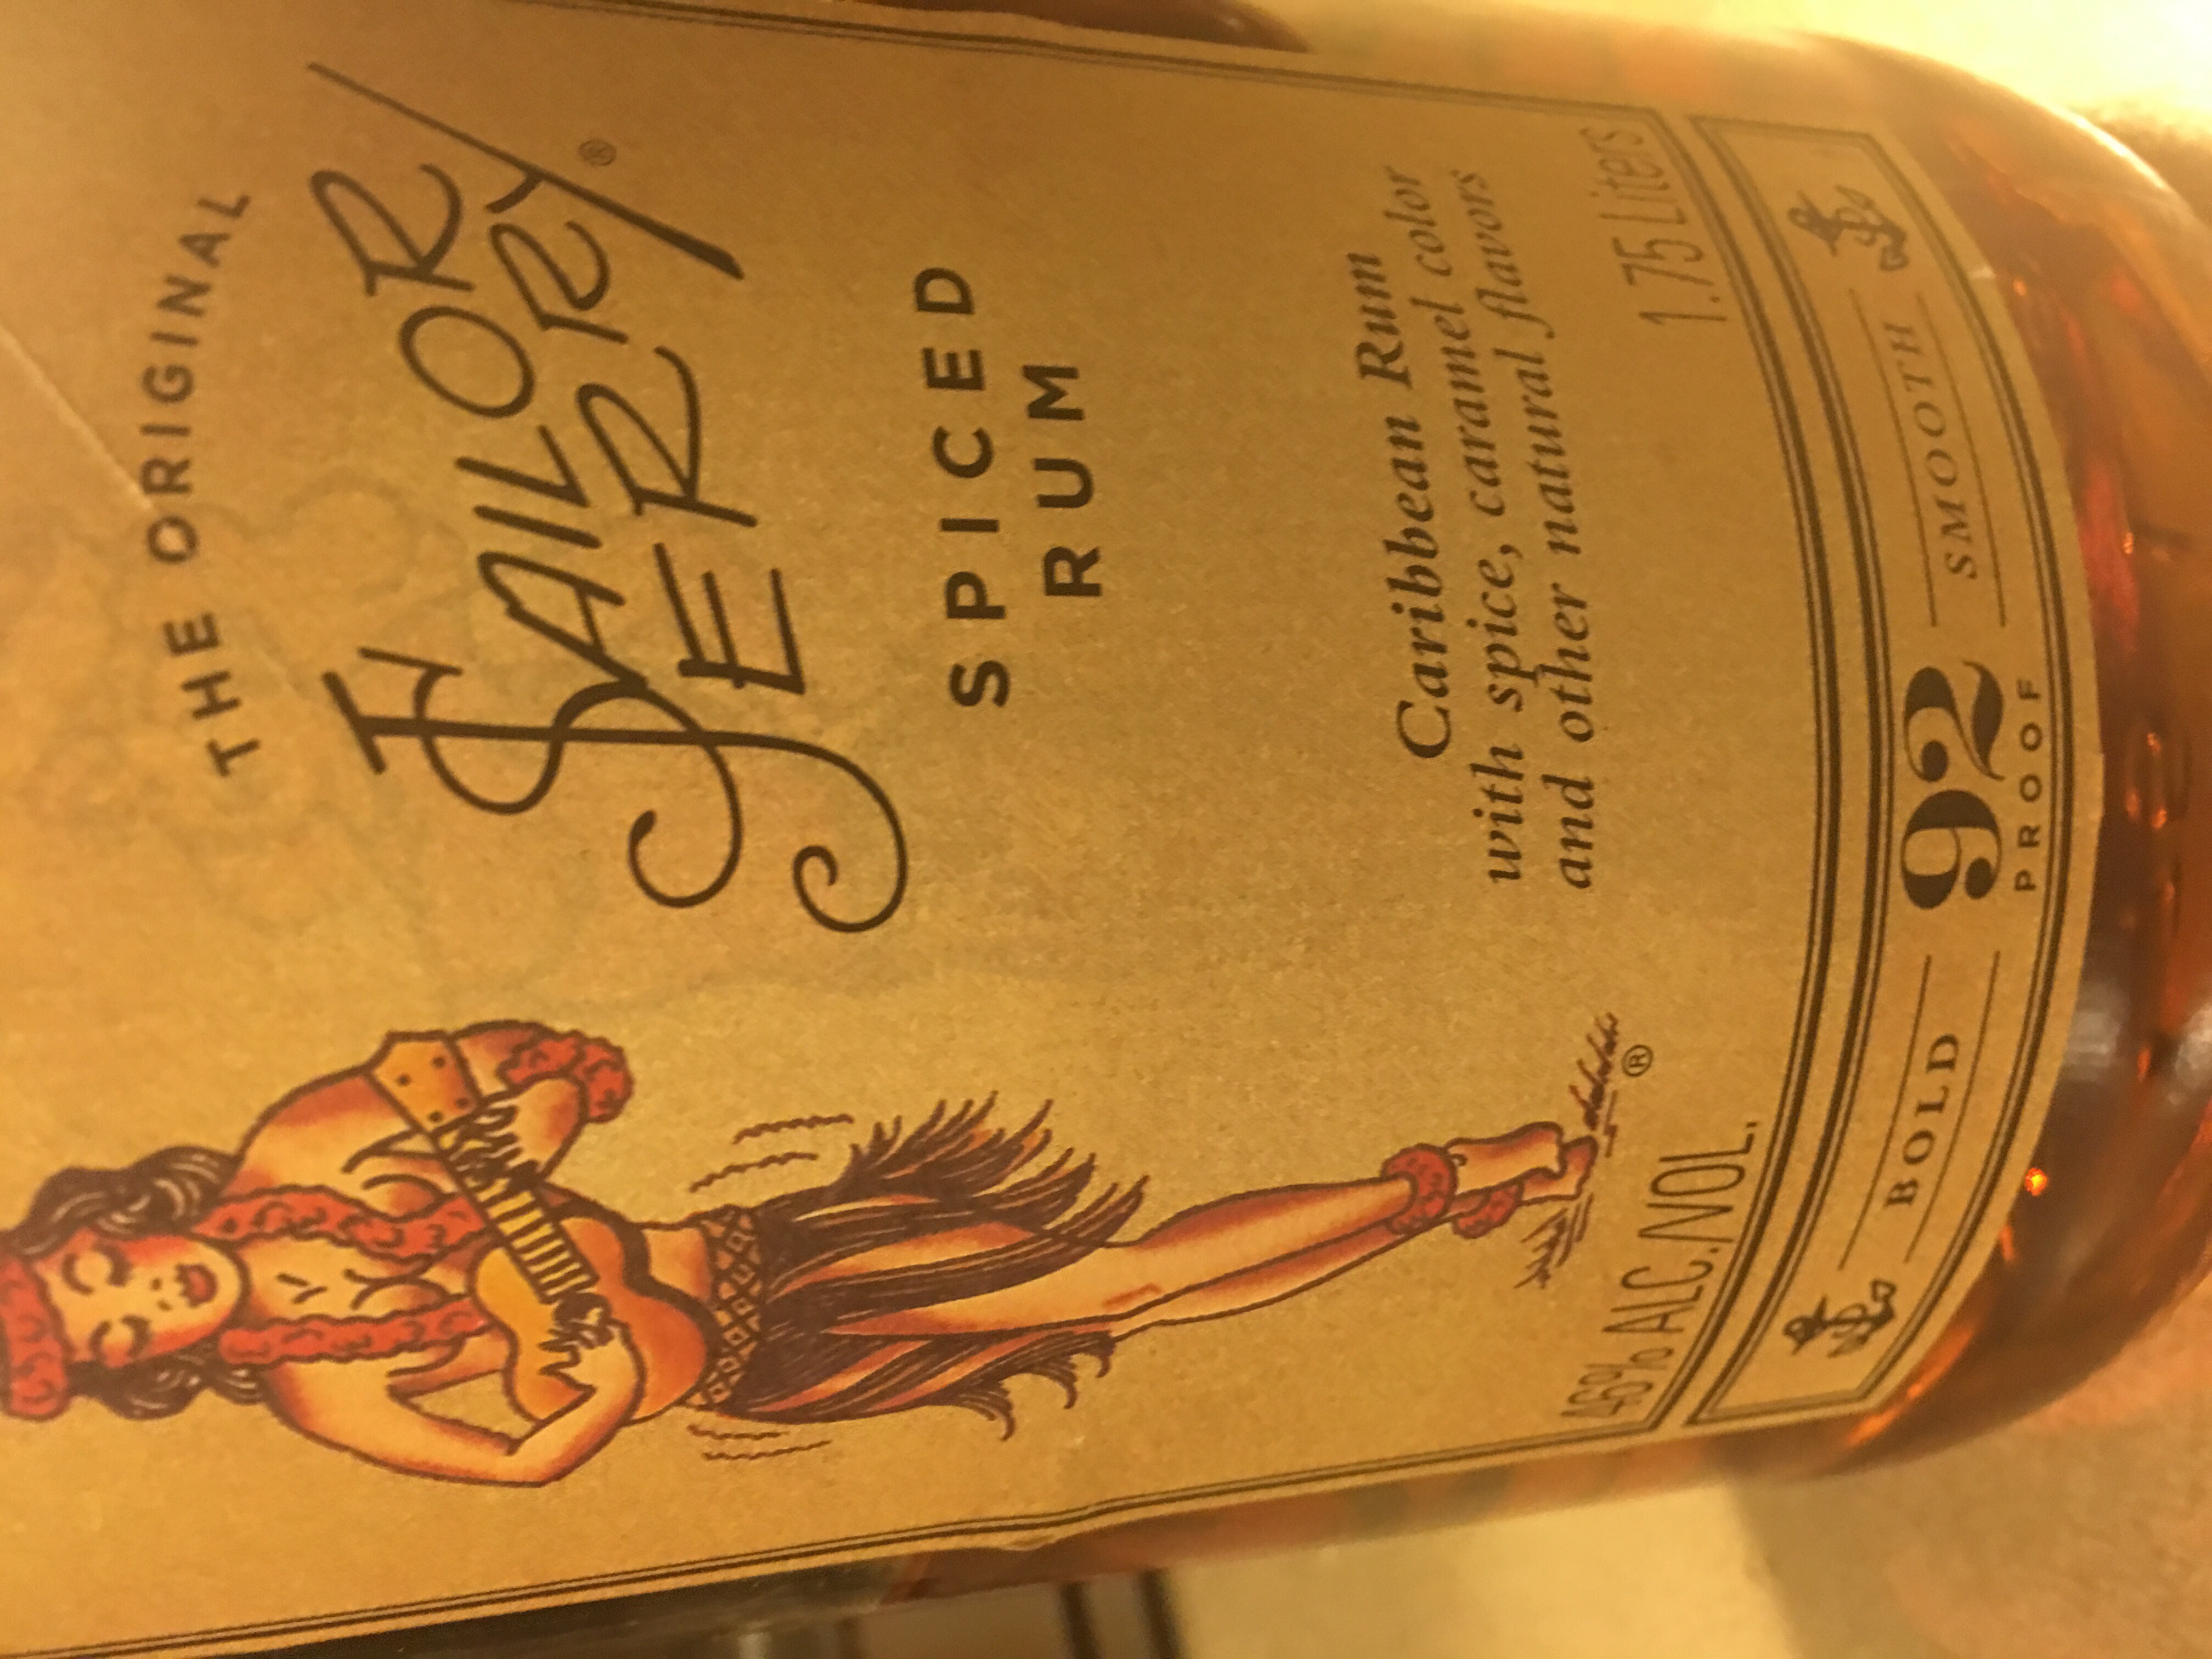 THE ORIGINAL
SAILOR
JERRY®
SPICED
RUM
Caribbean Rum
with spice, caramel color
and other natural flavors
®
46% ALC./VOL.
1.75 Liters
BOLD
92
PROOF
SMOOTH